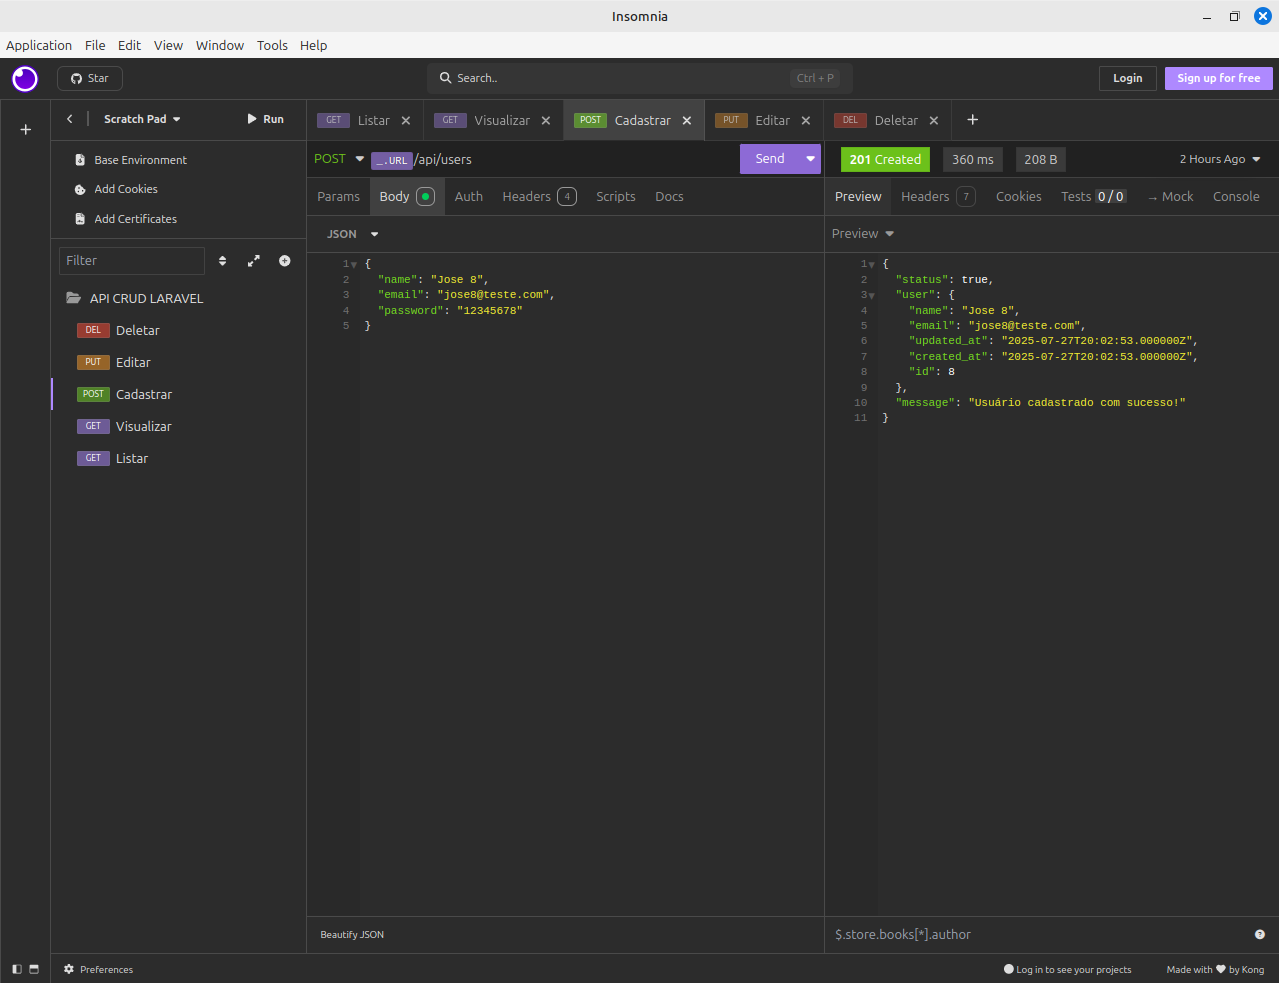 Insomnia
Application File Edit View Window Tools Help
Star
Search..
Ctrl + P
Login
Sign up for free
Scratch Pad
Run
GET Listar
GET Visualizar
POST Cadastrar
PUT Editar
DEL Deletar
Base Environment
Add Cookies
Add Certificates
POST _.URL/api/users
Send
201 Created 360 ms 208 B 2 Hours Ago
Params Body Auth Headers 4 Scripts Docs
Preview Headers 7 Cookies Tests 0 / 0 → Mock Console
JSON
Preview
Filter
API CRUD LARAVEL
DEL Deletar
PUT Editar
POST Cadastrar
GET Visualizar
GET Listar
1 {
2 "name": "Jose 8",
3 "email": "jose8@teste.com",
4 "password": "12345678"
5 }
1 {
2 "status": true,
3 "user": {
4 "name": "Jose 8",
5 "email": "jose8@teste.com",
6 "updated_at": "2025-07-27T20:02:53.000000Z",
7 "created_at": "2025-07-27T20:02:53.000000Z",
8 "id": 8
9 },
10 "message": "Usuário cadastrado com sucesso!"
11 }
Beautify JSON
$.store.books[*].author
Preferences
Log in to see your projects
Made with ♥ by Kong